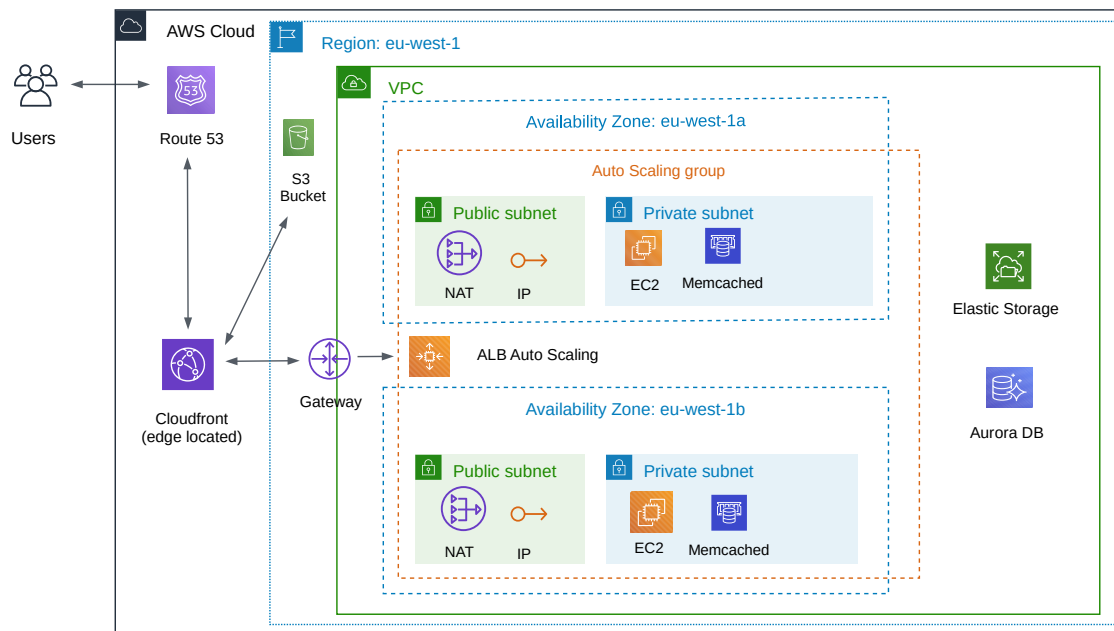 AWS Cloud
Region: eu-west-1
VPC
Users
53
Route 53
S3
Bucket
Availability Zone: eu-west-1a
Auto Scaling group
Public subnet
Private subnet
NAT
IP
EC2
Memcached
Elastic Storage
Cloudfront
(edge located)
Gateway
ALB Auto Scaling
Availability Zone: eu-west-1b
Aurora DB
Public subnet
Private subnet
NAT
IP
EC2
Memcached